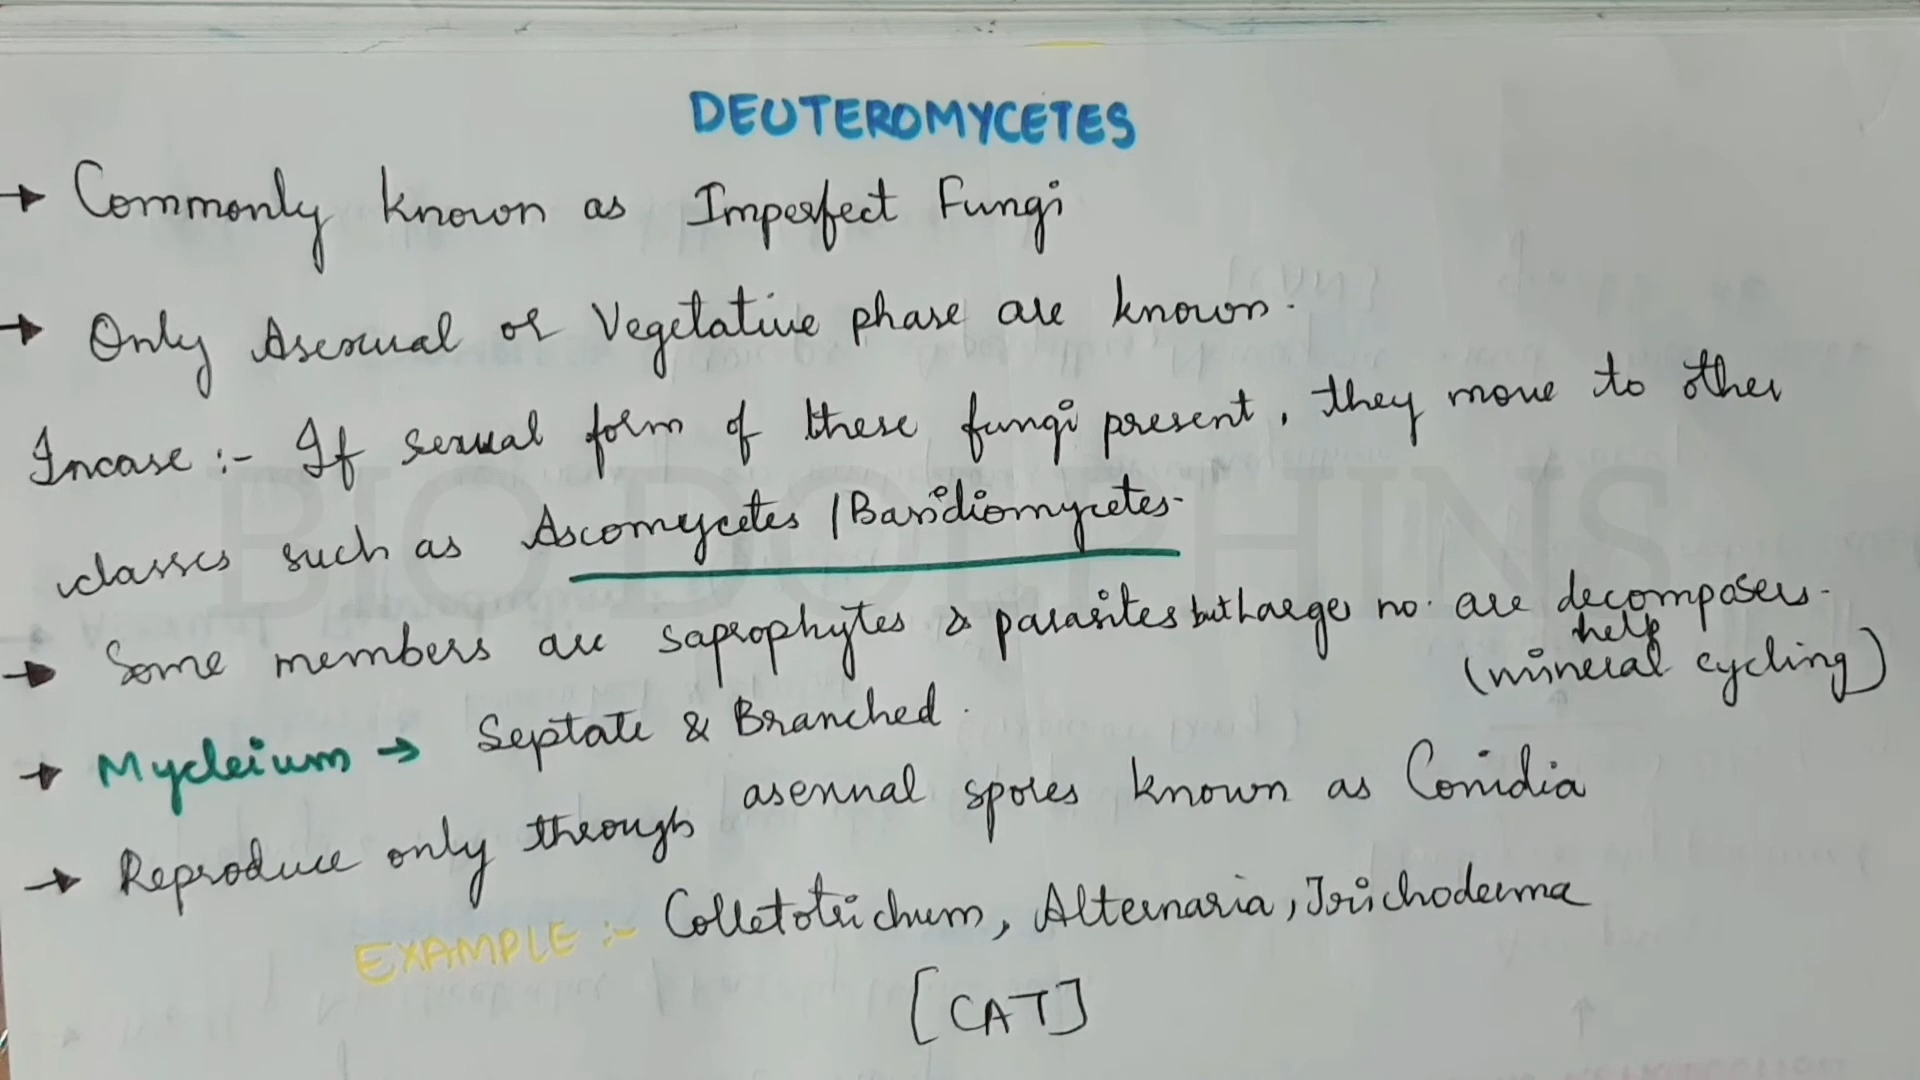 DEUTEROMYCETES
→ Commonly known as Imperfect Fungi
→ Only Asexual or Vegetative phase are known.
Incase :- If sexual form of these fungi present, they move to other
classes such as Ascomycetes / Basidiomycetes.
→ Some members are saprophytes & parasites but Large no. are decomposers.
help
(mineral cycling)
→ Mycleium → Septate & Branched.
→ Reproduce only through asexual spores known as Conidia
EXAMPLE :- Colletotrichum, Alternaria, Trichoderma
[CAT]
BIO DOLPHINS